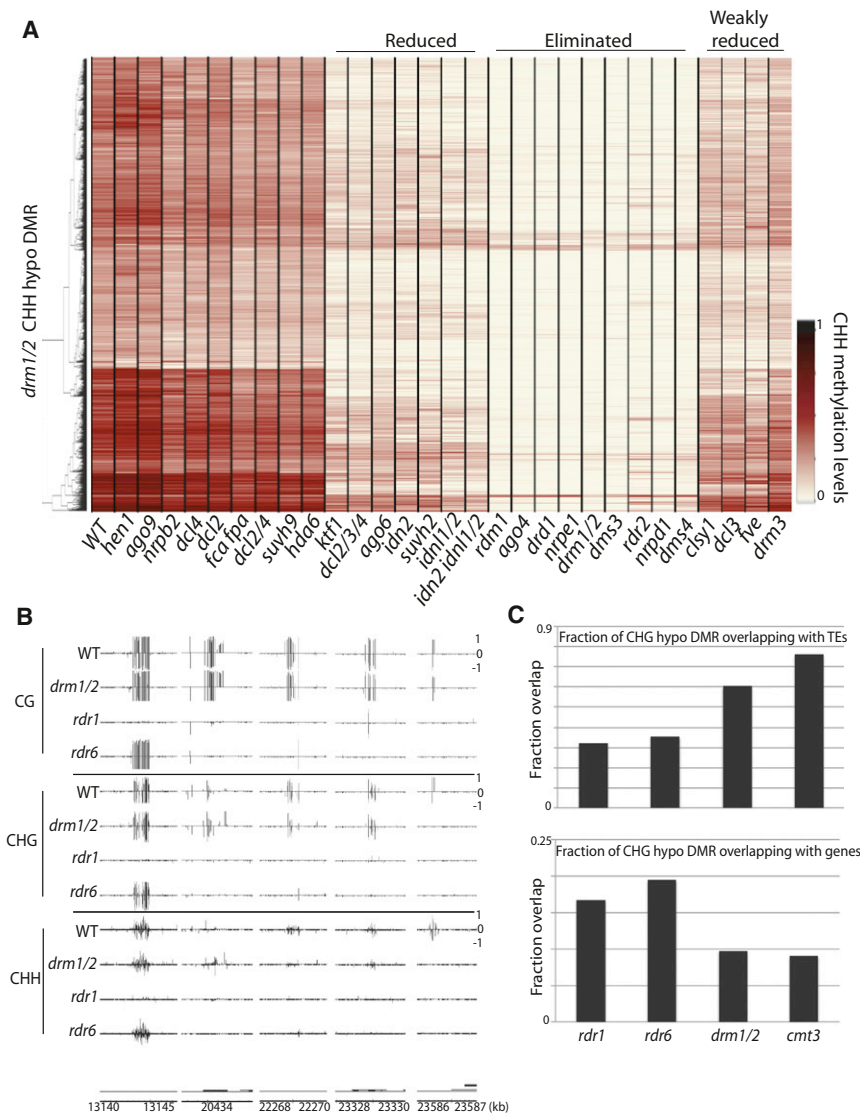 A
Reduced
Eliminated
Weakly
reduced
drm1/2 CHH hypo DMR
1
0
CHH methylation levels
WT
hen1
ago9
nrpb2
dcl4
dcl2
fca fpa
dcl2/4
suvh9
hda6
ktf1
dcl2/3/4
ago6
idn2
suvh2
idnl1/2
idn2 idnl1/2
rdm1
ago4
drd1
nrpe1
drm1/2
dms3
rdr2
nrpd1
dms4
clsy1
dcl3
fve
drm3
B
CG
WT
1
0
-1
drm1/2
rdr1
rdr6
CHG
WT
1
0
-1
drm1/2
rdr1
rdr6
CHH
WT
1
0
-1
drm1/2
rdr1
rdr6
13140 13145 20434 22268 22270 23328 23330 23586 23587 (kb)
C
0.9
Fraction of CHG hypo DMR overlapping with TEs
Fraction overlap
0
0.25
Fraction of CHG hypo DMR overlapping with genes
Fraction overlap
0
rdr1 rdr6 drm1/2 cmt3